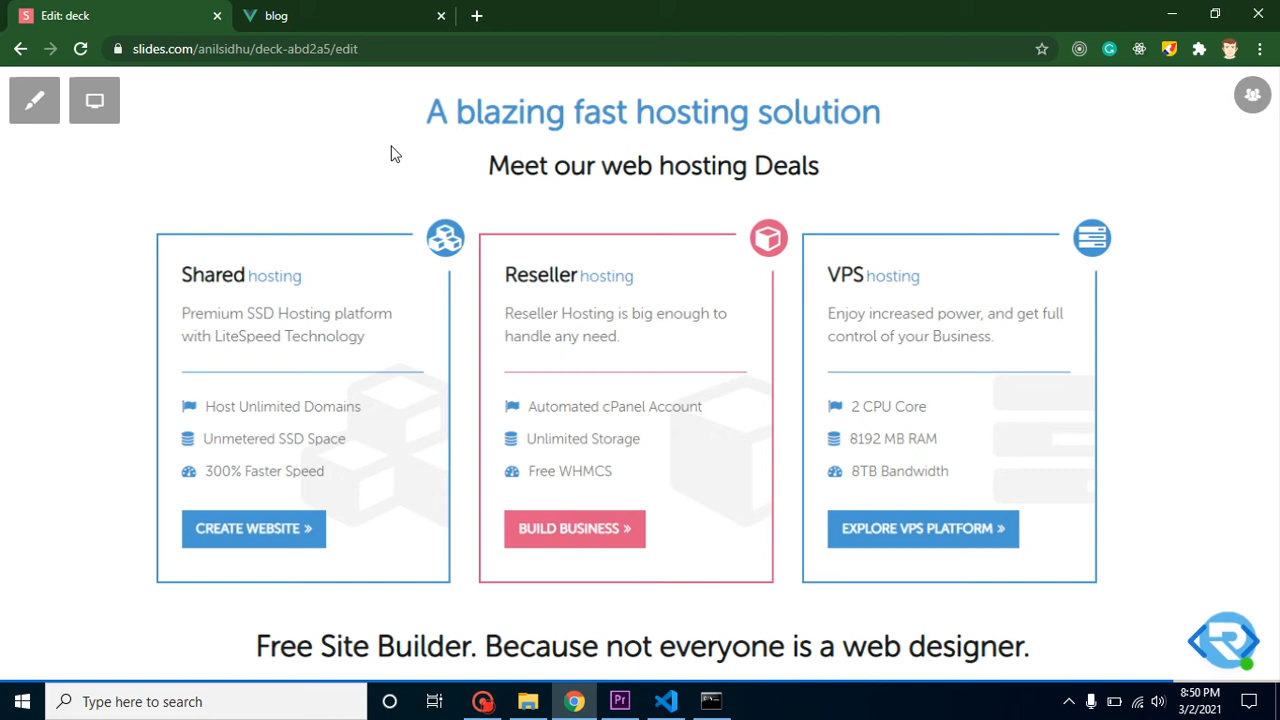 Edit: deck
blog
slides.com/anilsidhu/deck-abd2a5/edit
A blazing fast hosting solution
Meet our web hosting Deals
Shared hosting
Premium SSD Hosting platform
with LiteSpeed Technology
Host Unlimited Domains
Unmetered SSD Space
300% Faster Speed
CREATE WEBSITE »
Reseller hosting
Reseller Hosting is big enough to
handle any need.
Automated cPanel Account
Unlimited Storage
Free WHMCS
BUILD BUSINESS »
VPS hosting
Enjoy increased power, and get full
control of your Business.
2 CPU Core
8192 MB RAM
8TB Bandwidth
EXPLORE VPS PLATFORM »
Free Site Builder. Because not everyone is a web designer.
Type here to search
Pr
8:50 PM
3/2/2021